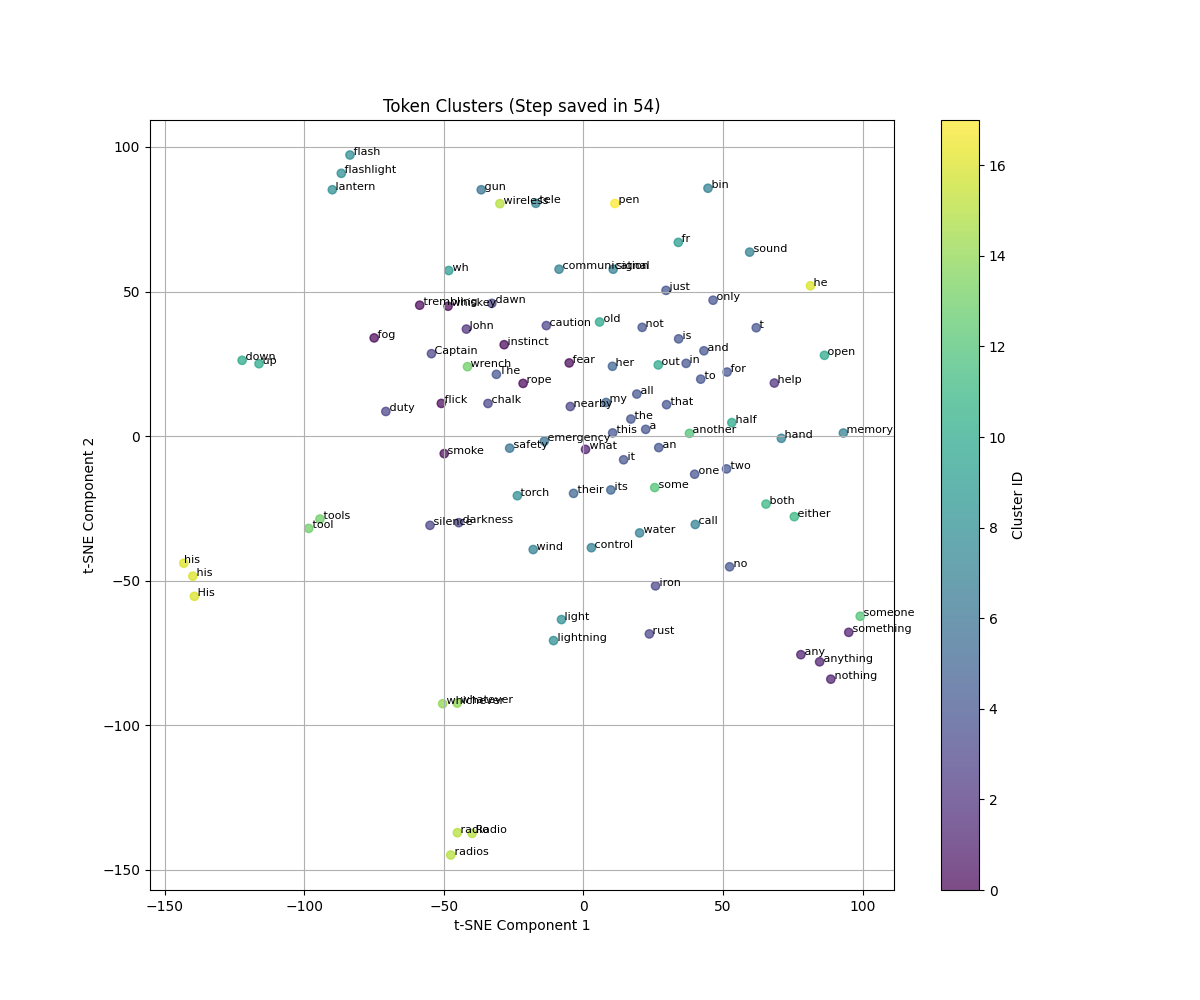 Token Clusters (Step saved in 54)
100
flash
flashlight
lantern
gun
wireless
tele
pen
bin
16
fr
sound
wh
communication
signal
14
he
50
just
only
trembling
whiskey
dawn
John
caution
old
not
t
fog
is
Captain
instinct
and
open
12
down
up
wrench
The
fear
her
out
in
for
to
rope
help
duty
flick
chalk
nearby
my
all
that
the
a
half
this
another
0
hand
memory
10
smoke
safety
emergency
what
an
it
one
two
torch
their
its
some
both
either
tools
tool
silence
darkness
call
water
8
wind
control
no
his
his
His
-50
iron
light
lightning
rust
someone
something
6
any
anything
nothing
whichever
whatever
-100
4
radio
Radio
radios
-150
2
0
-150
-100
-50
0
50
100
t-SNE Component 1
t-SNE Component 2
Cluster ID